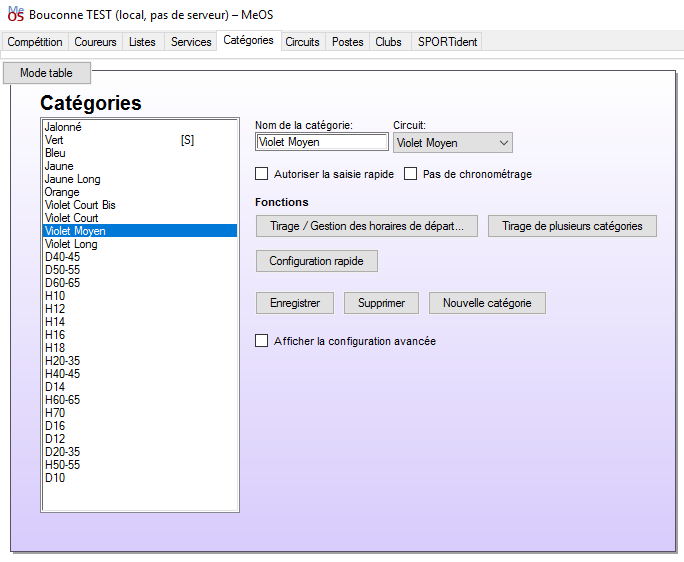 MeOS Bouconne TEST (local, pas de serveur) – MeOS
Compétition Coureurs Listes Services Catégories Circuits Postes Clubs SPORTident
Mode table
Catégories
Nom de la catégorie: Circuit:
Violet Moyen Violet Moyen
Autoriser la saisie rapide Pas de chronométrage
Fonctions
Tirage / Gestion des horaires de départ... Tirage de plusieurs catégories
Configuration rapide
Enregistrer Supprimer Nouvelle catégorie
Afficher la configuration avancée
Jalonné
Vert [S]
Bleu
Jaune
Jaune Long
Orange
Violet Court Bis
Violet Court
Violet Moyen
Violet Long
D40-45
D50-55
D60-65
H10
H12
H14
H16
H18
H20-35
H40-45
D14
H60-65
H70
D16
D12
D20-35
H50-55
D10